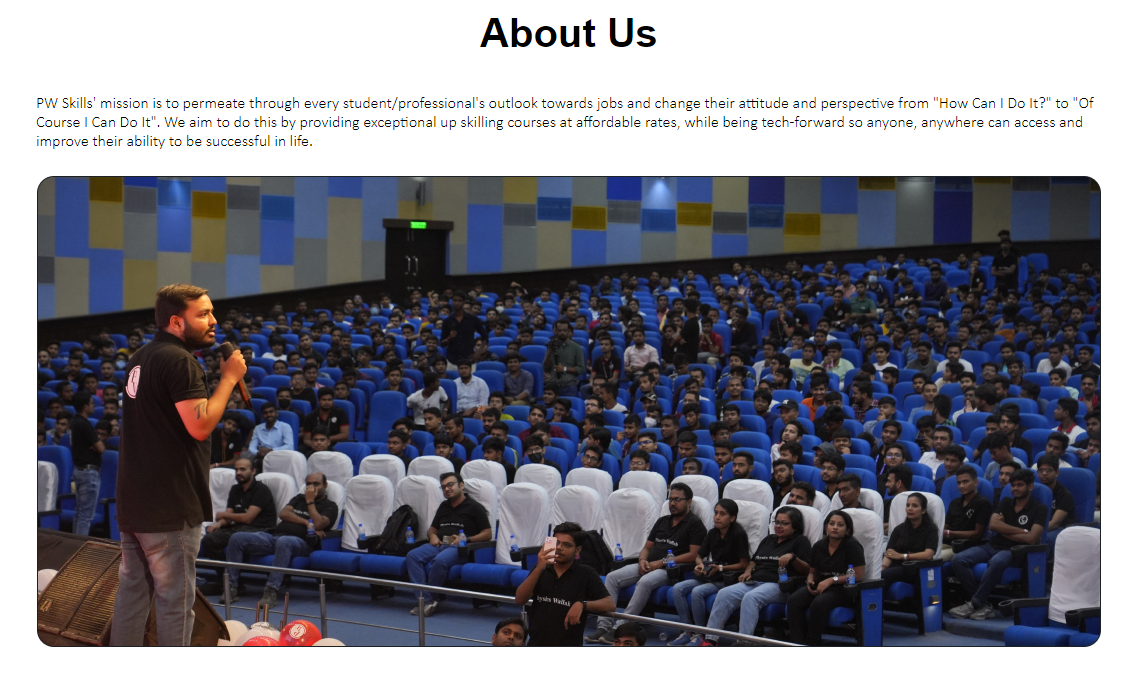 About Us
PW Skills' mission is to permeate through every student/professional's outlook towards jobs and change their attitude and perspective from "How Can I Do It?" to "Of
Course I Can Do It". We aim to do this by providing exceptional up skilling courses at affordable rates, while being tech-forward so anyone, anywhere can access and
improve their ability to be successful in life.